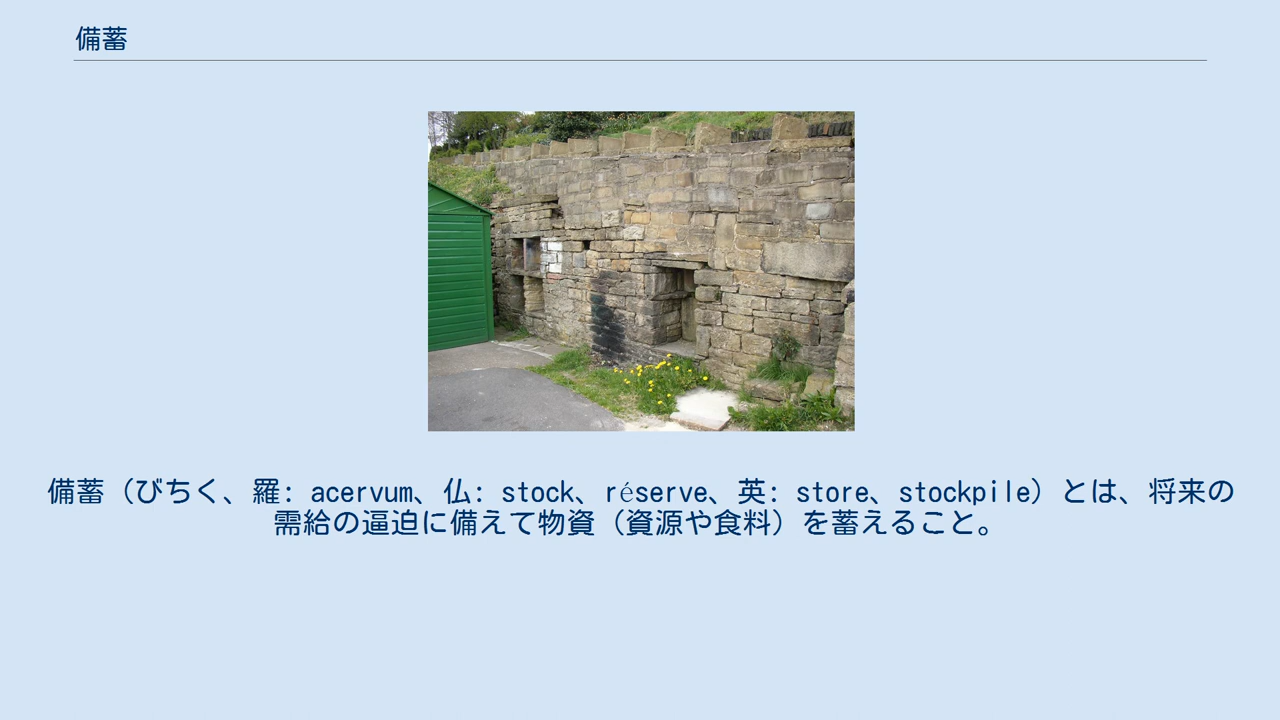 備蓄
備蓄（びちく、羅: acervum、仏: stock、réserve、英: store、stockpile）とは、将来の
需給の逼迫に備えて物資（資源や食料）を蓄えること。